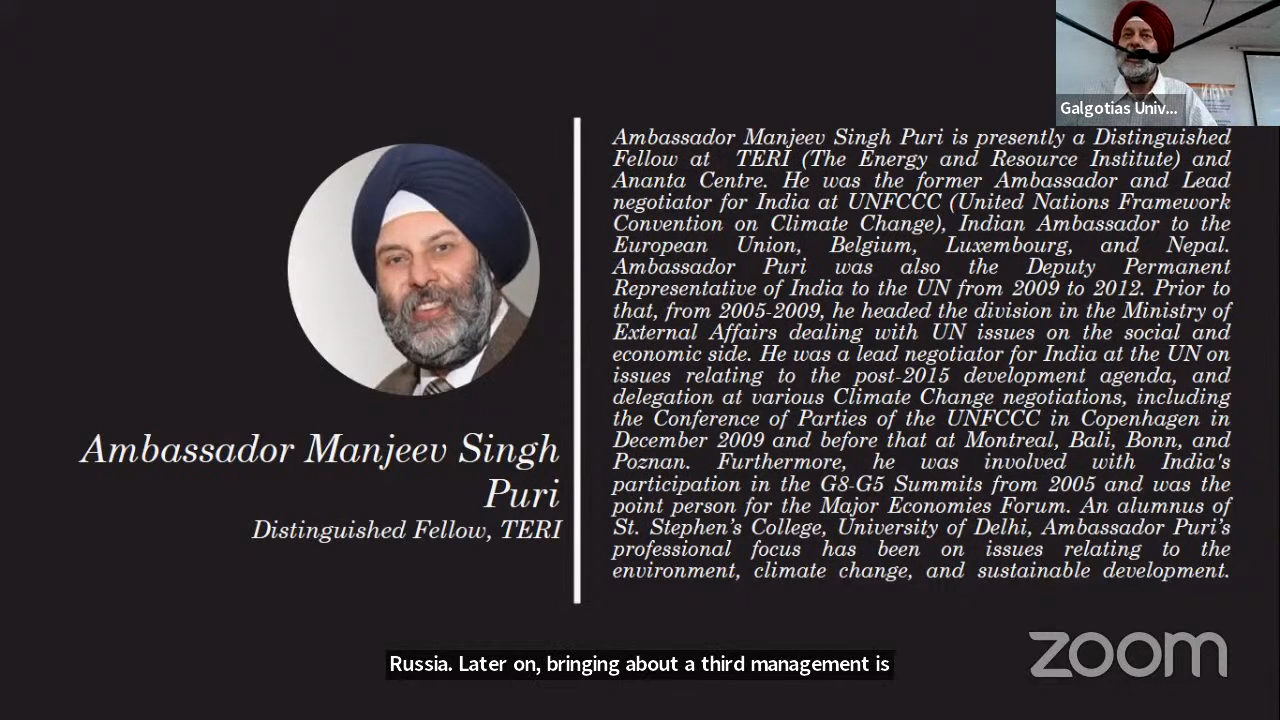 Galgotias Univ...
Ambassador Manjeev Singh
Puri
Distinguished Fellow, TERI
Ambassador Manjeev Singh Puri is presently a Distinguished
Fellow at TERI (The Energy and Resource Institute) and
Ananta Centre. He was the former Ambassador and Lead
negotiator for India at UNFCCC (United Nations Framework
Convention on Climate Change), Indian Ambassador to the
European Union, Belgium, Luxembourg, and Nepal.
Ambassador Puri was also the Deputy Permanent
Representative of India to the UN from 2009 to 2012. Prior to
that, from 2005-2009, he headed the division in the Ministry of
External Affairs dealing with UN issues on the social and
economic side. He was a lead negotiator for India at the UN on
issues relating to the post-2015 development agenda, and
delegation at various Climate Change negotiations, including
the Conference of Parties of the UNFCCC in Copenhagen in
December 2009 and before that at Montreal, Bali, Bonn, and
Poznan. Furthermore, he was involved with India's
participation in the G8-G5 Summits from 2005 and was the
point person for the Major Economies Forum. An alumnus of
St. Stephen’s College, University of Delhi, Ambassador Puri’s
professional focus has been on issues relating to the
environment, climate change, and sustainable development.
Russia. Later on, bringing about a third management is
zoom